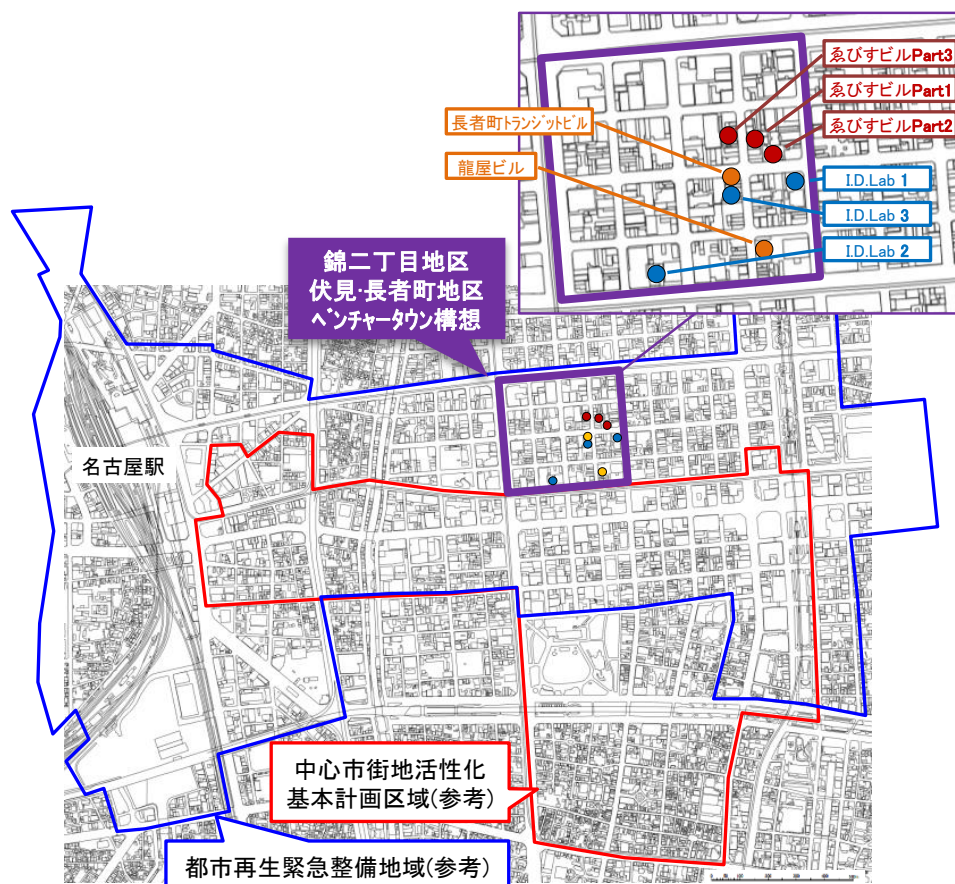 ゑびすビルPart3
長者町トランジットビル
ゑびすビルPart1
ゑびすビルPart2
龍屋ビル
I.D.Lab 1
I.D.Lab 3
I.D.Lab 2
錦二丁目地区
伏見・長者町地区
ベンチャータウン構想
名古屋駅
中心市街地活性化
基本計画区域(参考)
都市再生緊急整備地域(参考)